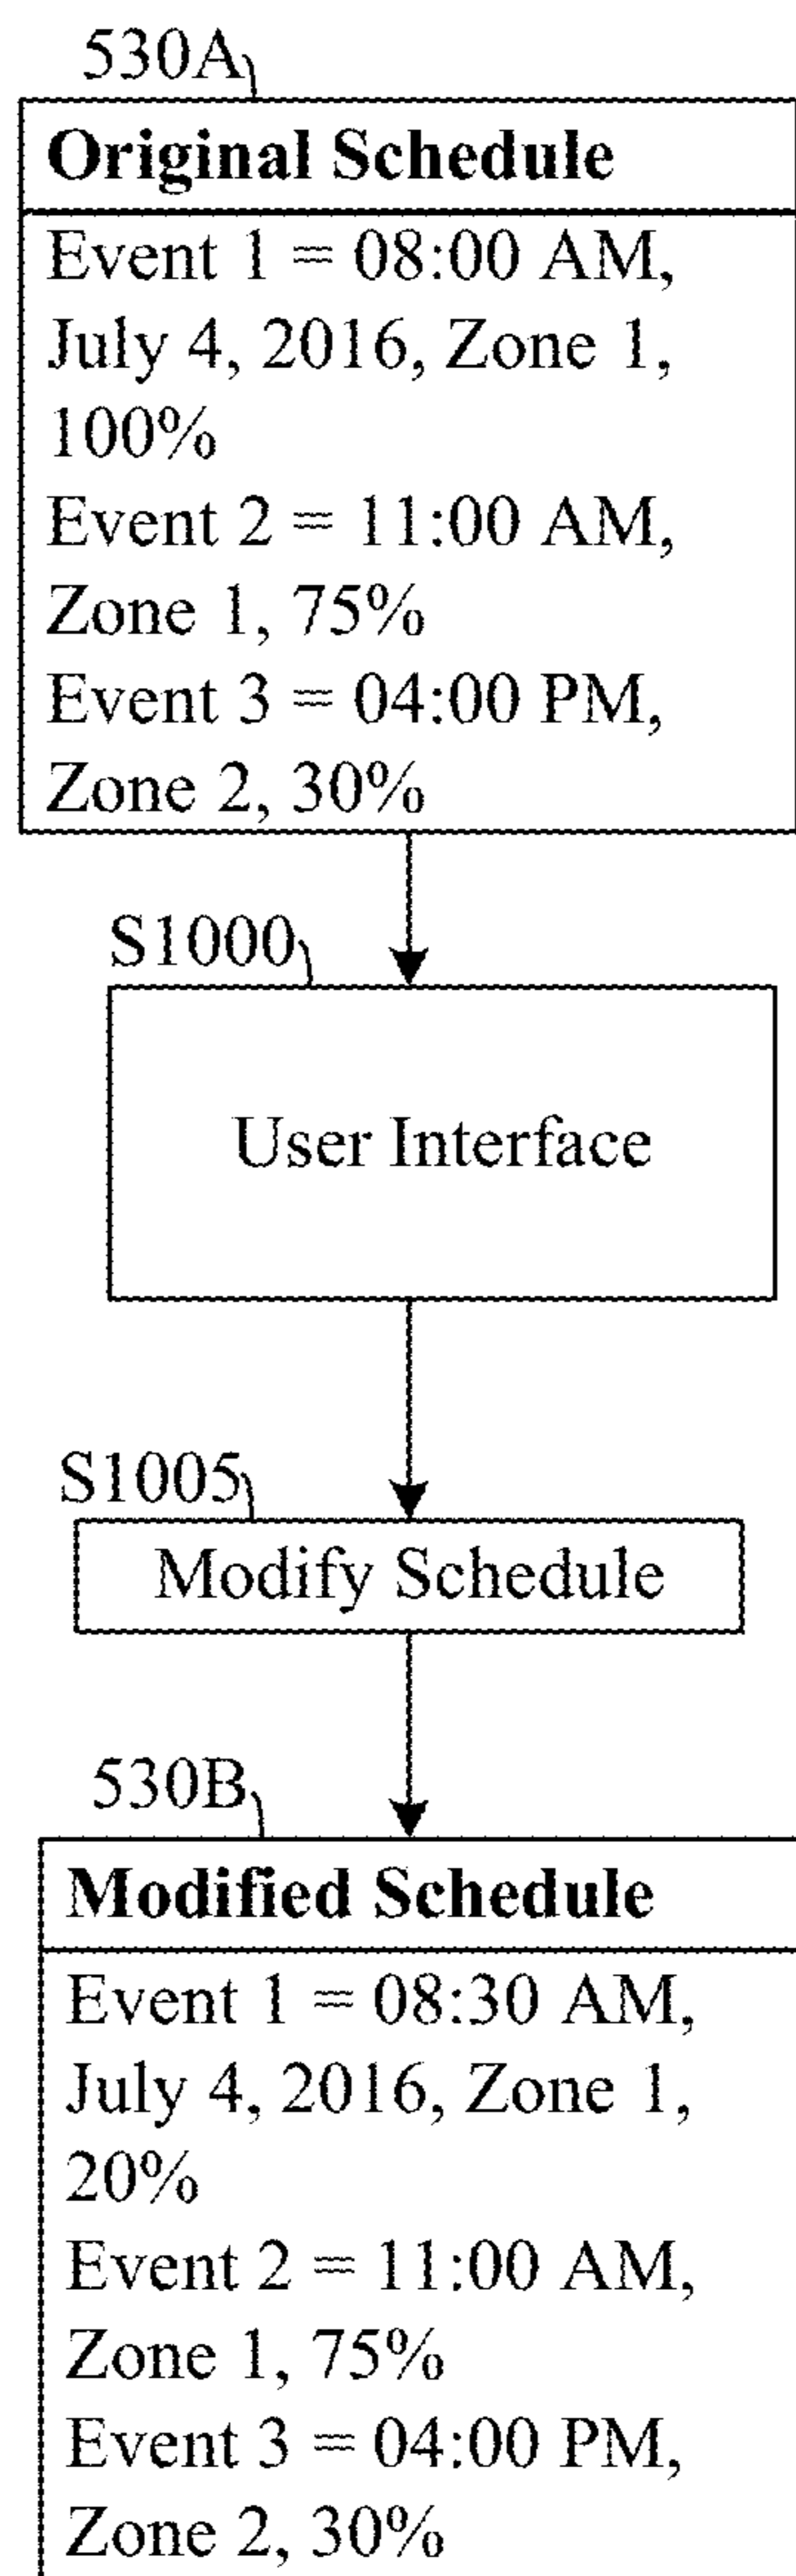 530A
Original Schedule
Event 1 = 08:00 AM,
July 4, 2016, Zone 1,
100%
Event 2 = 11:00 AM,
Zone 1, 75%
Event 3 = 04:00 PM,
Zone 2, 30%
S1000
User Interface
S1005
Modify Schedule
530B
Modified Schedule
Event 1 = 08:30 AM,
July 4, 2016, Zone 1,
20%
Event 2 = 11:00 AM,
Zone 1, 75%
Event 3 = 04:00 PM,
Zone 2, 30%